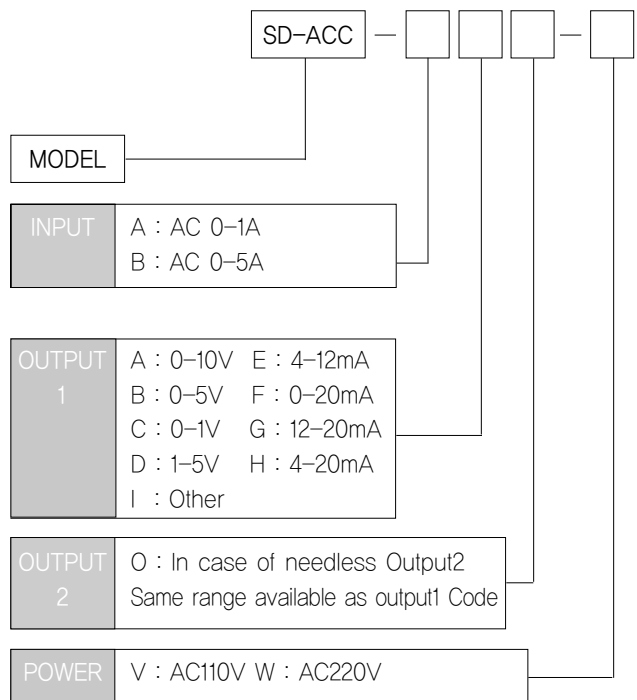 SD-ACC – –
MODEL
INPUT
A : AC 0-1A
B : AC 0-5A
OUTPUT
1
A : 0-10V E : 4-12mA
B : 0-5V F : 0-20mA
C : 0-1V G : 12-20mA
D : 1-5V H : 4-20mA
I : Other
OUTPUT
2
O : In case of needless Output2
Same range available as output1 Code
POWER
V : AC110V W : AC220V